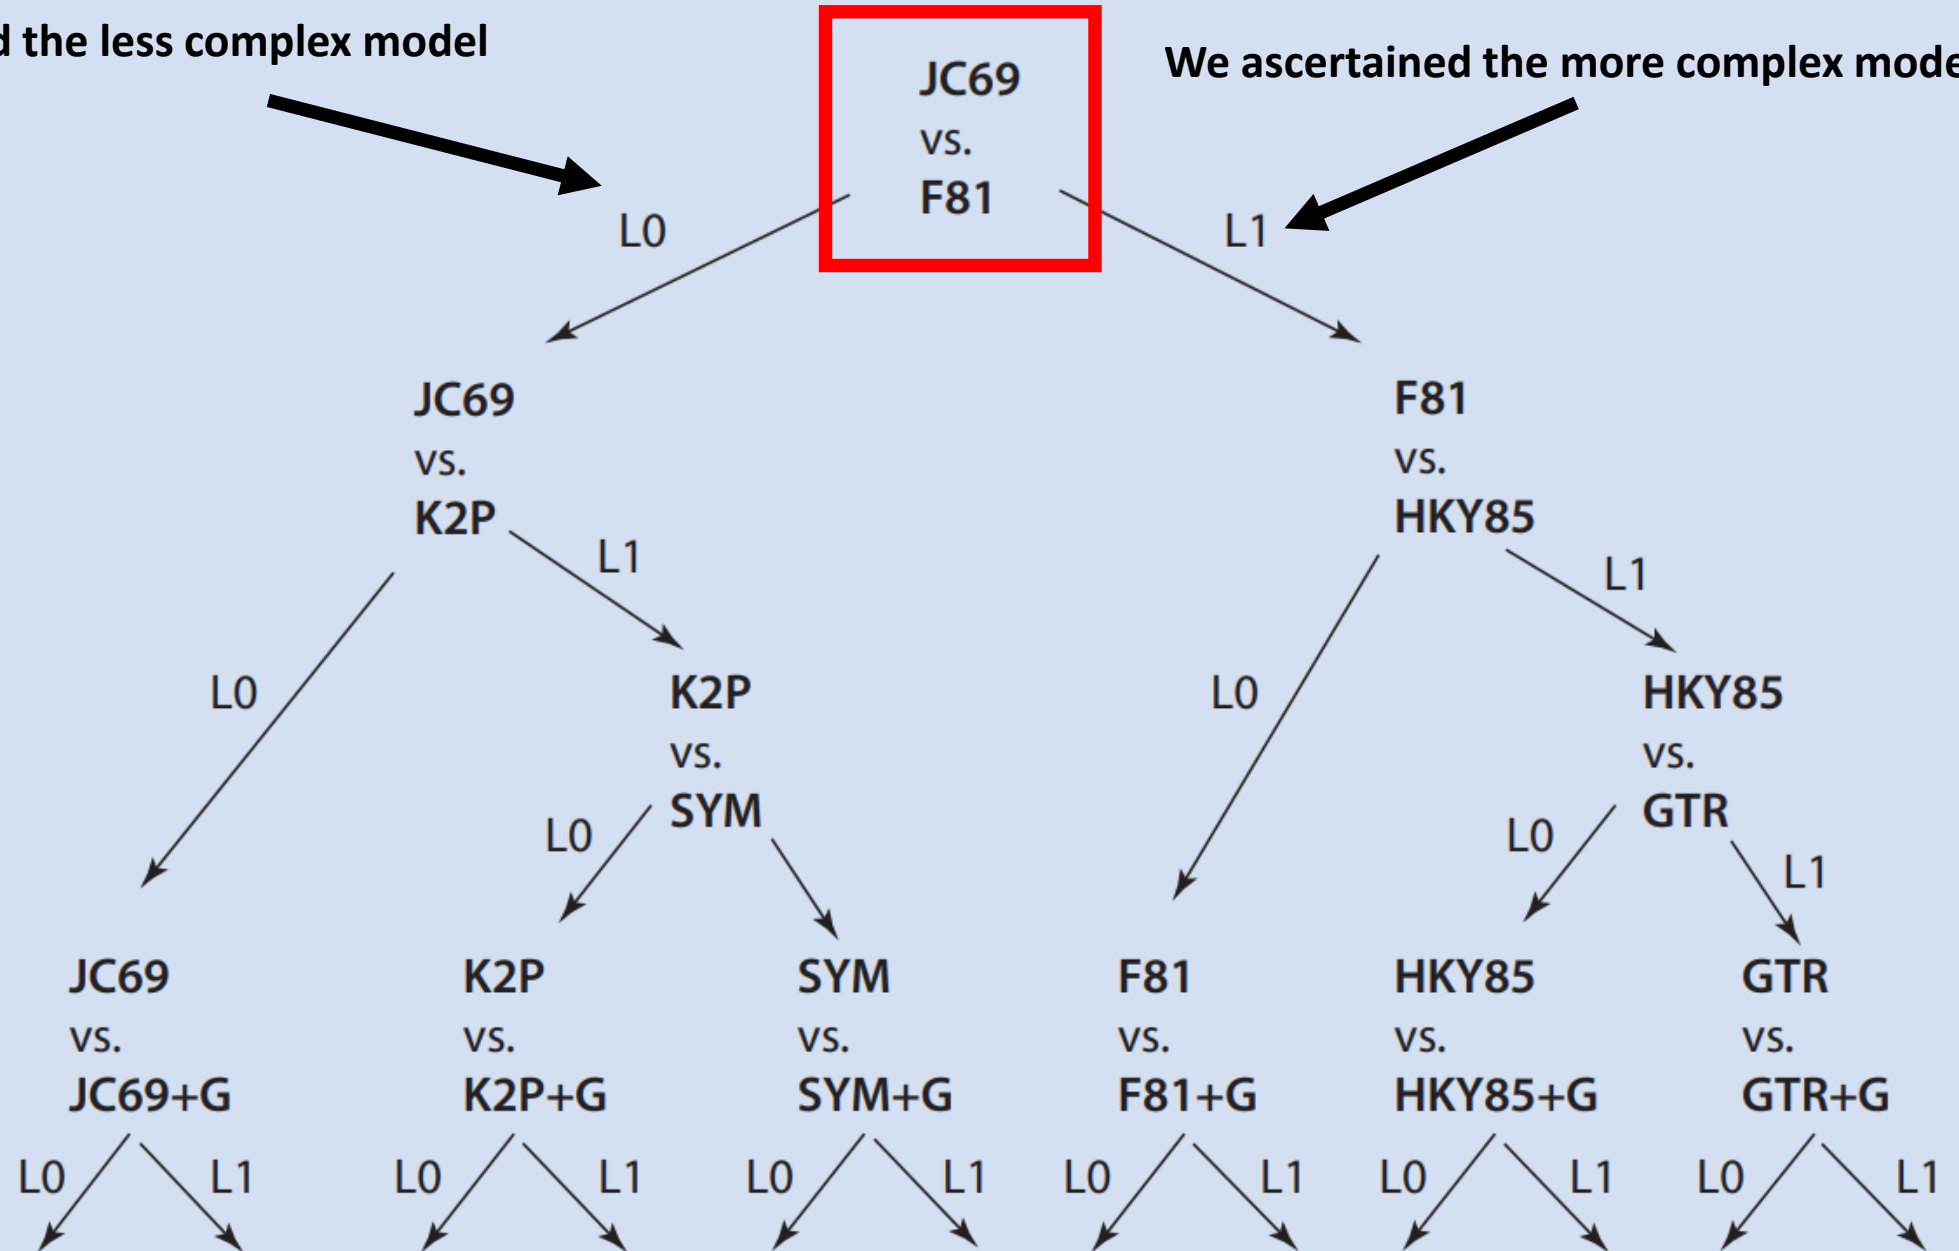 d the less complex model
We ascertained the more complex mode
JC69
vs.
F81
L0
L1
JC69
vs.
K2P
F81
vs.
HKY85
L1
L1
L0
K2P
vs.
SYM
L0
HKY85
vs.
GTR
L0
L0
L1
JC69
vs.
JC69+G
K2P
vs.
K2P+G
SYM
vs.
SYM+G
F81
vs.
F81+G
HKY85
vs.
HKY85+G
GTR
vs.
GTR+G
L0
L1
L0
L1
L0
L1
L0
L1
L0
L1
L0
L1